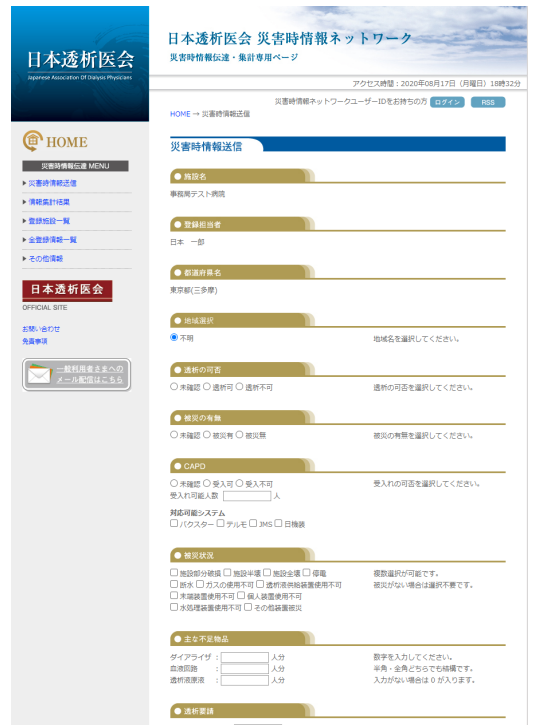 日本透析医会
Japanese Association Of Dialysis Physicians
日本透析医会 災害時情報ネットワーク
災害時情報伝達・集計専用ページ
アクセス時間：2020年08月17日（月曜日）18時32分
災害時情報ネットワークユーザーIDをお持ちの方 ログイン RSS
HOME → 災害時情報送信
HOME
災害時情報伝達 MENU
災害時情報送信
情報集計結果
登録施設一覧
全登録情報一覧
その他情報
日本透析医会
OFFICIAL SITE
お問い合わせ
免責事項
一般利用者さまへの
メール配信はこちら
災害時情報送信
施設名
事務局テスト病院
登録担当者
日本 一郎
都道府県名
東京都(三多摩)
地域選択
不明 地域名を選択してください。
透析の可否
未確認 透析可 透析不可 透析の可否を選択してください。
被災の有無
未確認 被災有 被災無 被災の有無を選択してください。
CAPD
未確認 受入可 受入不可 受入れの可否を選択してください。
受入れ可能人数 人
対応可能システム
バクスター テルモ JMS 日機装
被災状況
施設部分破損 施設半壊 施設全壊 停電 複数選択が可能です。
断水 ガスの使用不可 透析液供給装置使用不可 被災がない場合は選択不要です。
末端装置使用不可 個人装置使用不可
水処理装置使用不可 その他装置被災
主な不足物品
ダイアライザ ： 人分 数字を入力してください。
血液回路 ： 人分 半角・全角どちらでも結構です。
透析液原液 ： 人分 入力がない場合は 0 が入ります。
透析要請